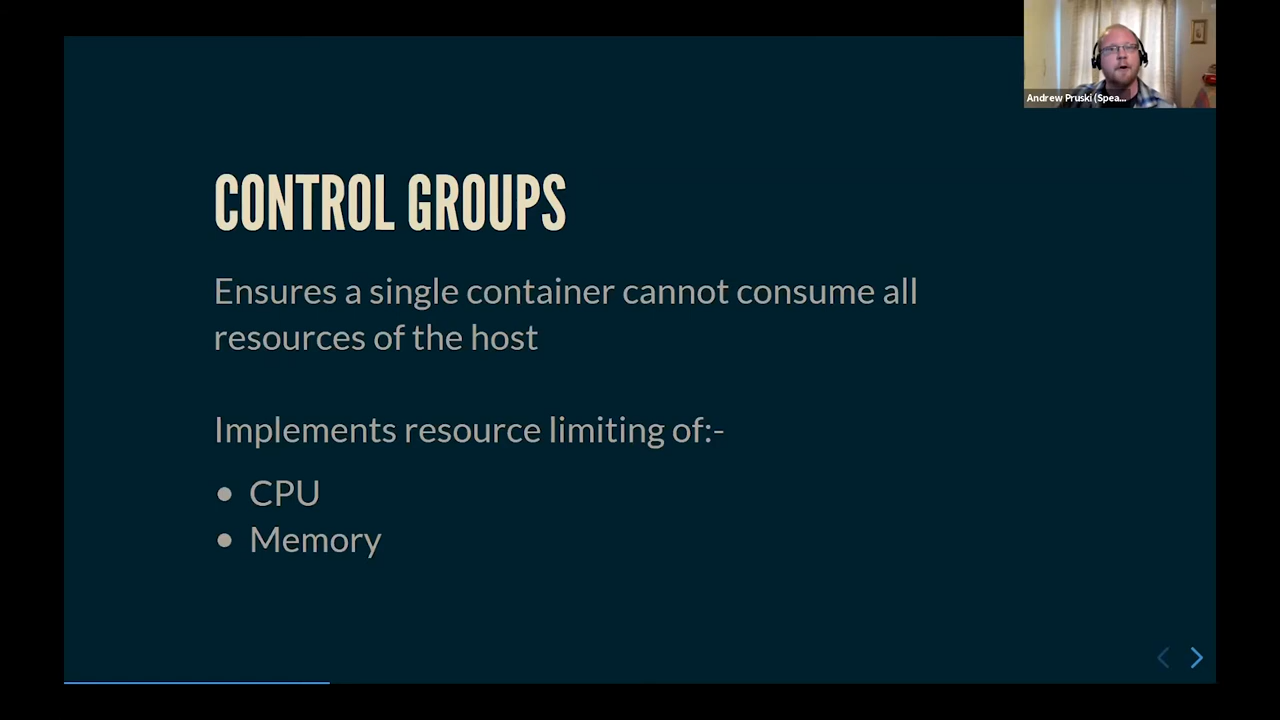 Andrew Pruski (Spea...
CONTROL GROUPS
Ensures a single container cannot consume all
resources of the host
Implements resource limiting of:-
• CPU
• Memory